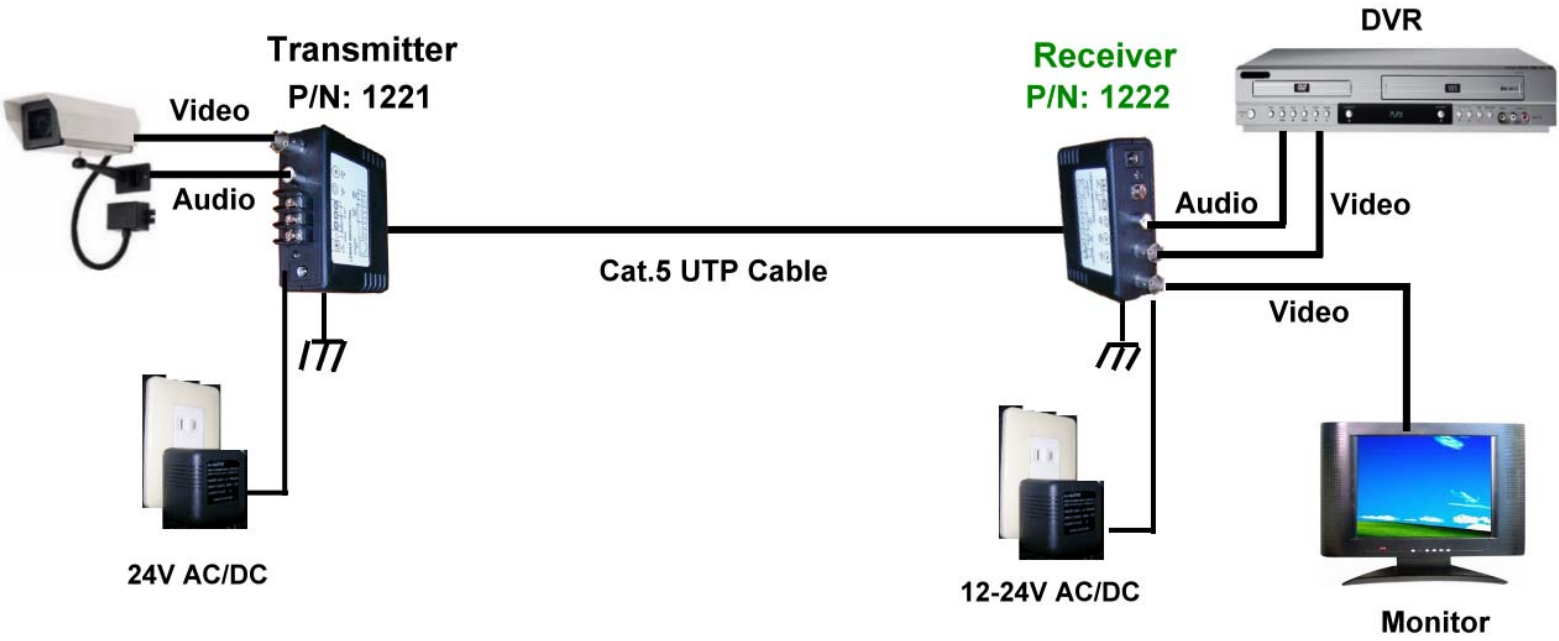 Transmitter
P/N: 1221
Video
Audio
Cat.5 UTP Cable
24V AC/DC
Receiver
P/N: 1222
DVR
Audio
Video
Video
12-24V AC/DC
Monitor